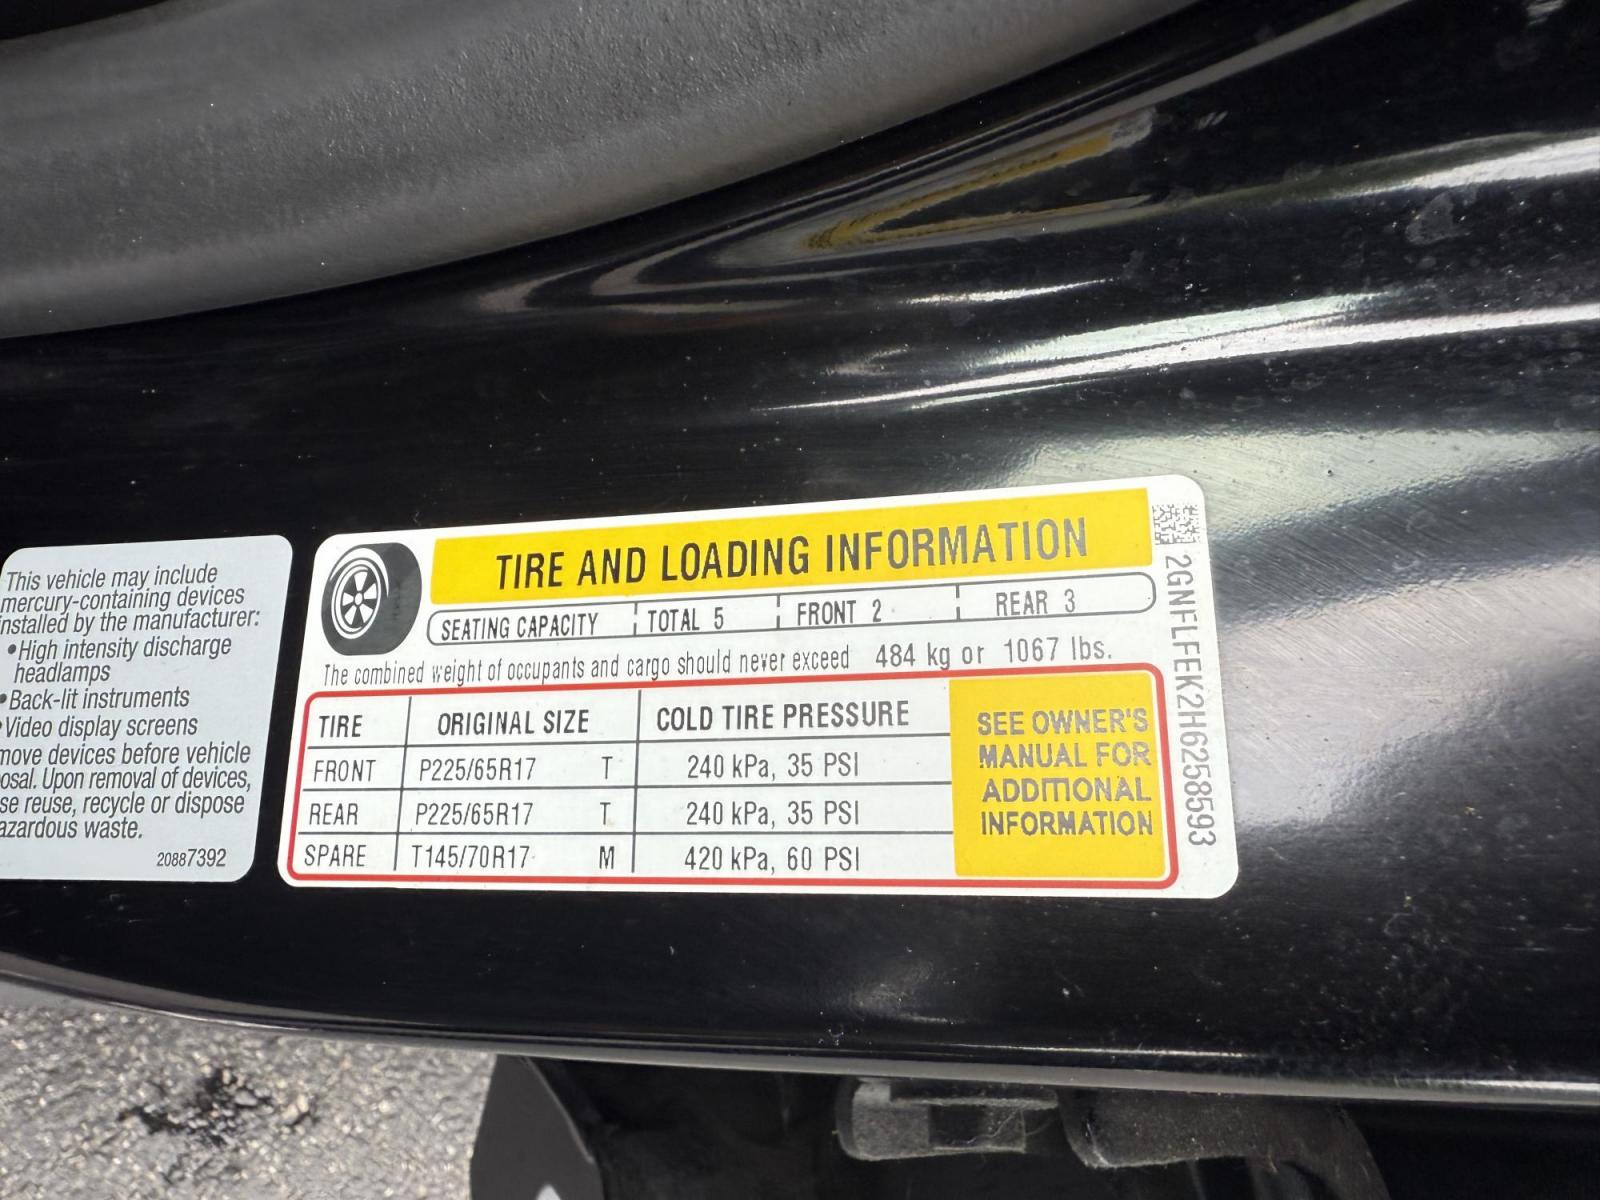 This vehicle may include
mercury-containing devices
installed by the manufacturer:
•High intensity discharge
headlamps
•Back-lit instruments
•Video display screens
move devices before vehicle
osal. Upon removal of devices,
se reuse, recycle or dispose
azardous waste.
20887392
TIRE AND LOADING INFORMATION
SEATING CAPACITY TOTAL 5 FRONT 2 REAR 3
The combined weight of occupants and cargo should never exceed 484 kg or 1067 lbs.
TIRE ORIGINAL SIZE COLD TIRE PRESSURE
FRONT P225/65R17 T 240 kPa, 35 PSI
REAR P225/65R17 T 240 kPa, 35 PSI
SPARE T145/70R17 M 420 kPa, 60 PSI
SEE OWNER'S
MANUAL FOR
ADDITIONAL
INFORMATION
2GNFLFEK2H6258593